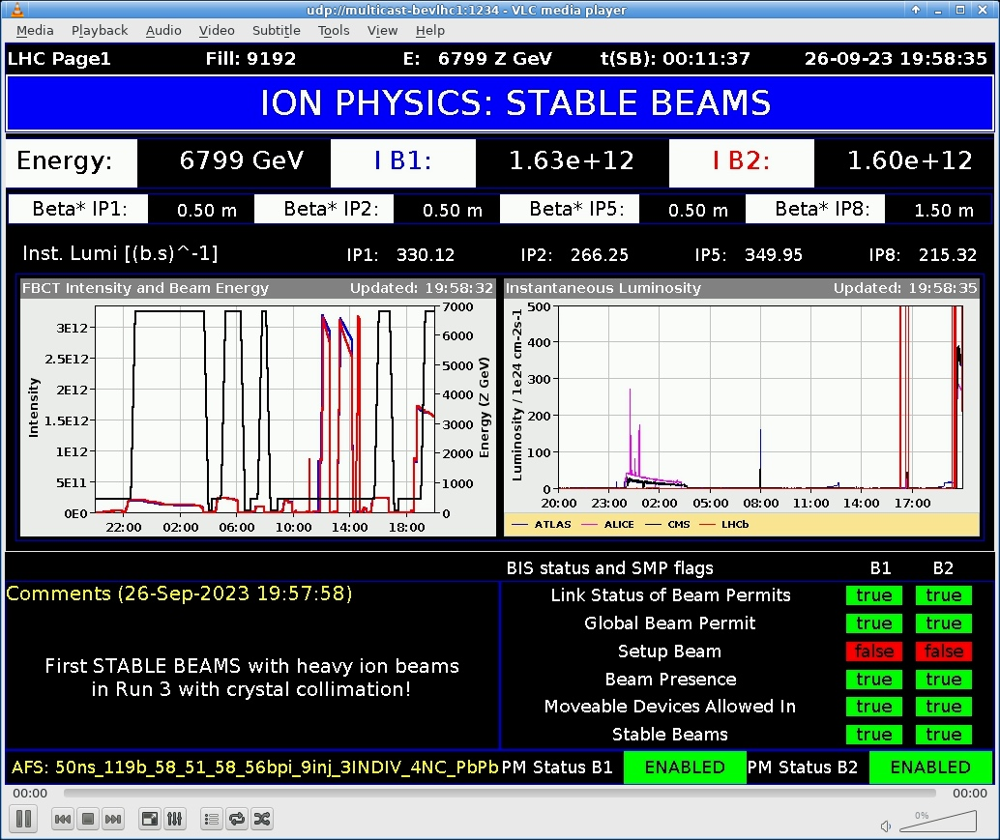 udp://multicast-bevlhc1:1234 - VLC media player
Media Playback Audio Video Subtitle Tools View Help
LHC Page1 Fill: 9192 E: 6799 Z GeV t(SB): 00:11:37 26-09-23 19:58:35
ION PHYSICS: STABLE BEAMS
Energy: 6799 GeV I B1: 1.63e+12 I B2: 1.60e+12
Beta* IP1: 0.50 m Beta* IP2: 0.50 m Beta* IP5: 0.50 m Beta* IP8: 1.50 m
Inst. Lumi [(b.s)^-1] IP1: 330.12 IP2: 266.25 IP5: 349.95 IP8: 215.32
FBCT Intensity and Beam Energy Updated: 19:58:32
Intensity
3E12
2.5E12
2E12
1.5E12
1E12
5E11
0E0
7000
6000
5000
4000
3000
2000
1000
0
Energy (Z GeV)
22:00 02:00 06:00 10:00 14:00 18:00
Instantaneous Luminosity Updated: 19:58:35
Luminosity / 1e24 cm-2s-1
500
400
300
200
100
0
20:00 23:00 02:00 05:00 08:00 11:00 14:00 17:00
ATLAS ALICE CMS LHCb
BIS status and SMP flags B1 B2
Comments (26-Sep-2023 19:57:58)
First STABLE BEAMS with heavy ion beams
in Run 3 with crystal collimation!
Link Status of Beam Permits true true
Global Beam Permit true true
Setup Beam false false
Beam Presence true true
Moveable Devices Allowed In true true
Stable Beams true true
AFS: 50ns_119b_58_51_58_56bpi_9inj_3INDIV_4NC_PbPb PM Status B1 ENABLED PM Status B2 ENABLED
00:00 00:00
0%